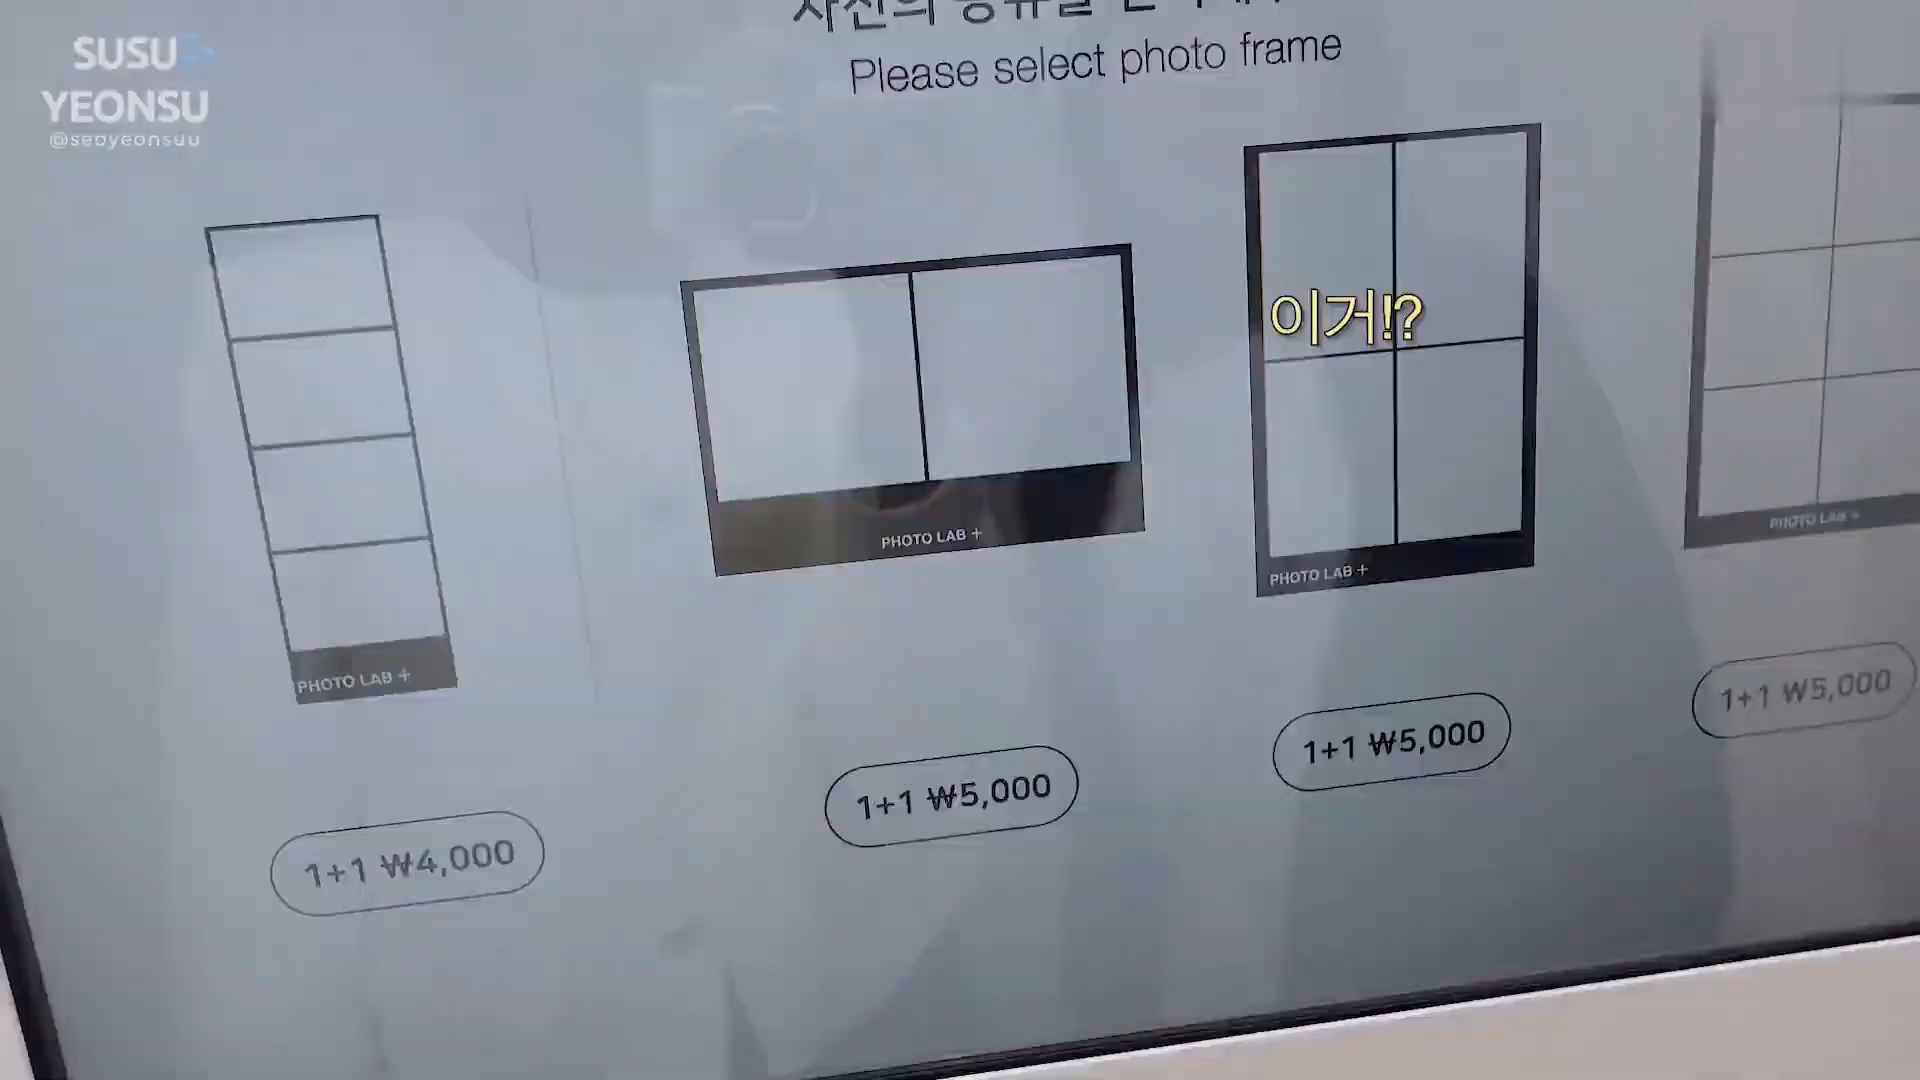 SUSU
YEONSU
@seoyeonsuu
Please select photo frame
이거!?
PHOTO LAB +
PHOTO LAB +
PHOTO LAB +
PHOTO LAB +
1+1 ₩4,000
1+1 ₩5,000
1+1 ₩5,000
1+1 ₩5,000